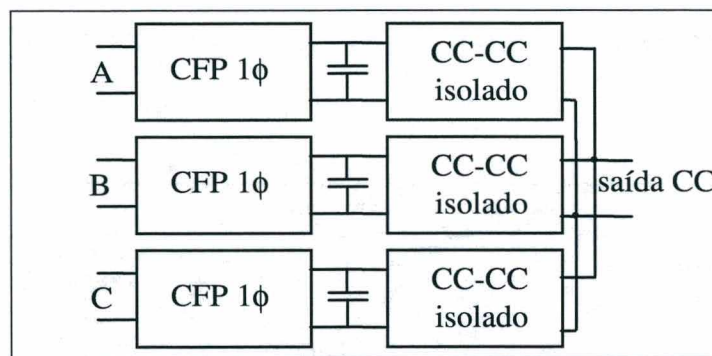 A
CFP 1ϕ
CC-CC
isolado
B
CFP 1ϕ
CC-CC
isolado
saída CC
C
CFP 1ϕ
CC-CC
isolado